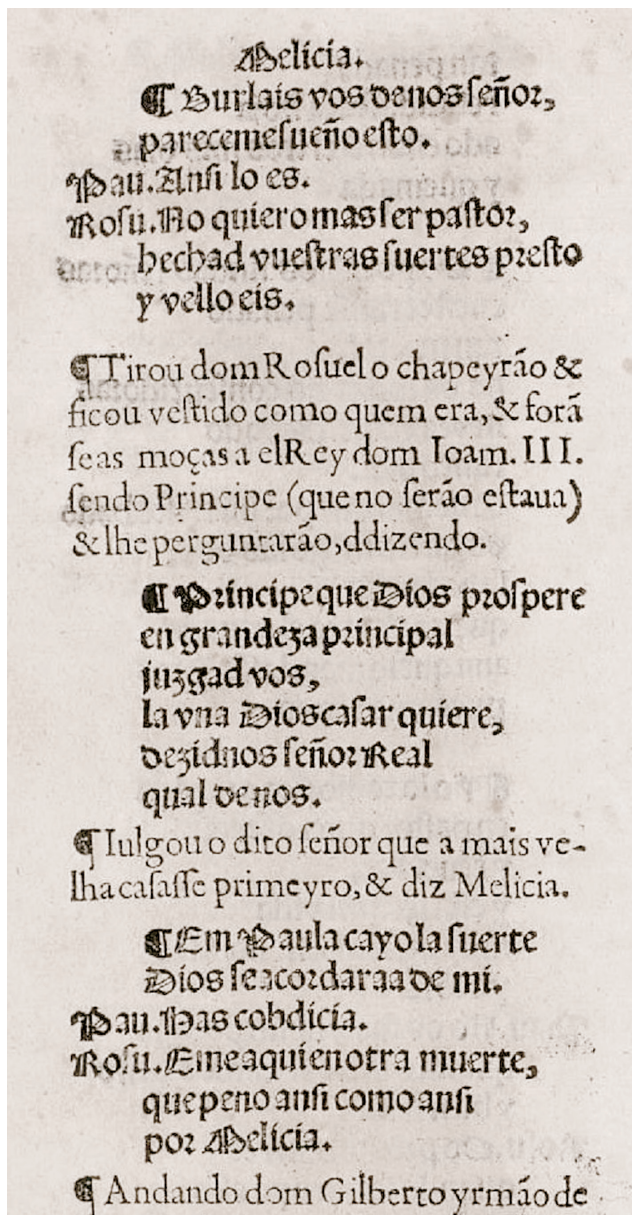 Melicia.
¶ Burlais vos de nos señor,
pareceme sueño esto.
Pau. Ansi lo es.
Rosu. No quiero mas ser pastor,
hechad vuestras suertes presto
y vello eis.
¶ Tirou dom Rosuel o chapeyrão &
ficou vestido como quem era, & forã
se as moças a elRey dom Ioam. III.
sendo Principe (que no serão estaua)
& lhe perguntarão, ddizendo.
¶ Principe que Dios prospere
en grandeza principal
juzgad vos,
la vna Dios casar quiere,
dezidnos señor Real
qual de nos.
¶ Iulgou o dito señor que a mais ve-
lha casasse primeyro, & diz Melicia.
¶ Em Paula cayo la suerte
Dios se acordaraa de mi.
Pau. Has cobdicia.
Rosu. Eme aqui en otra muerte,
que peno ansi como ansi
por Melicia.
¶ Andando dom Gilberto yrmão de